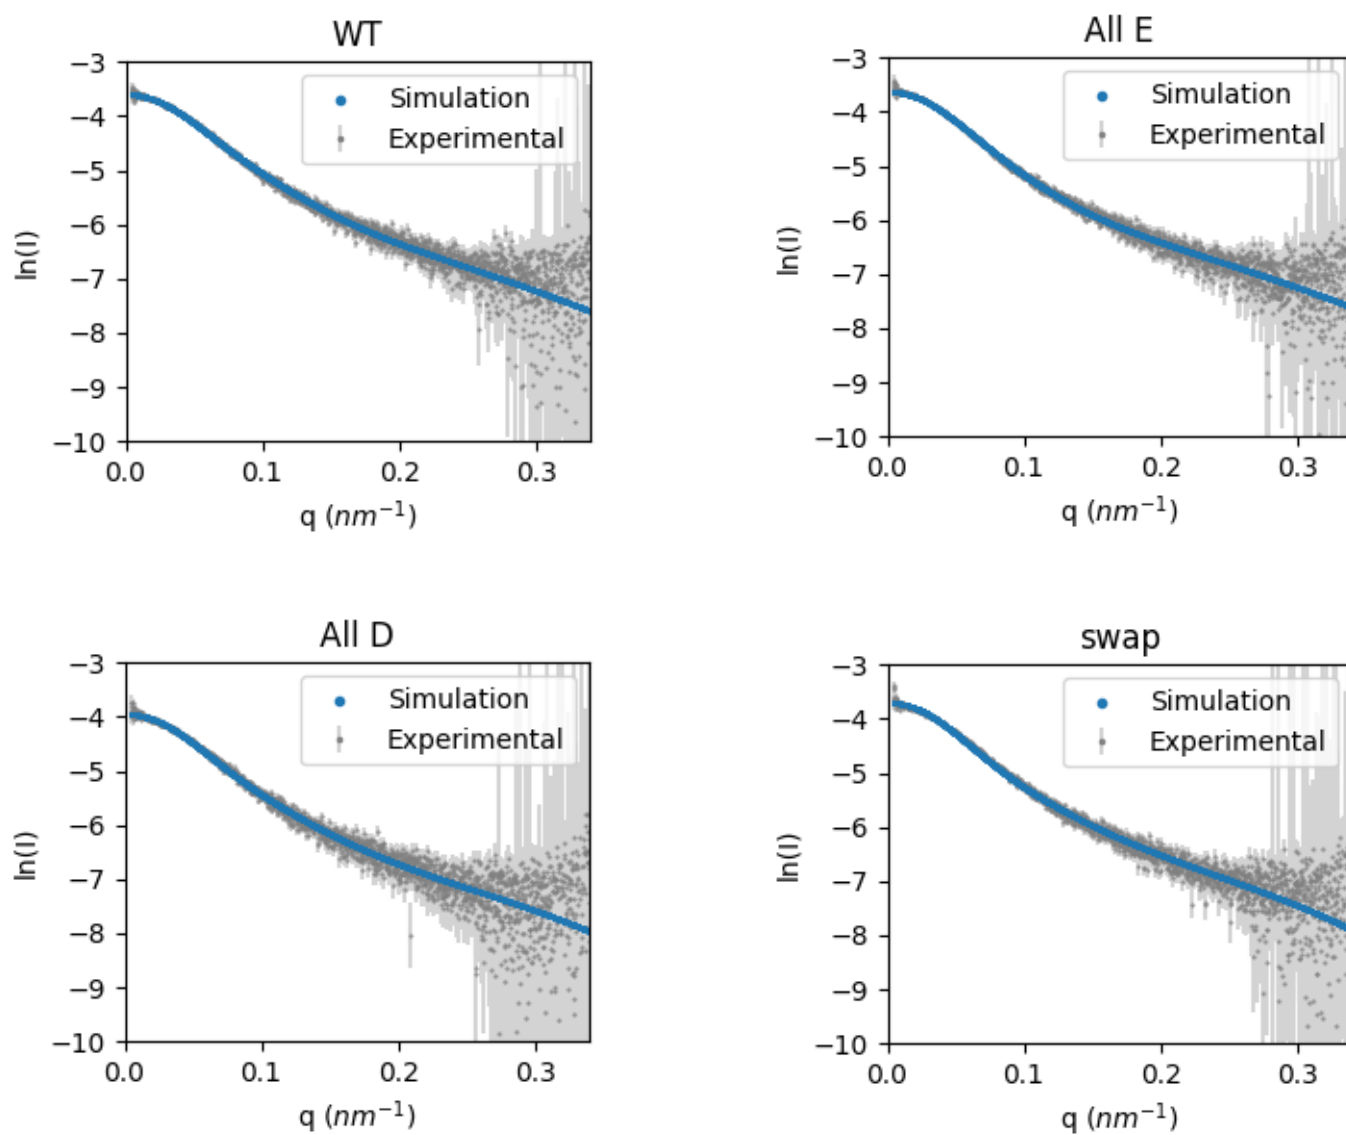 WT
−3
−4
−5
−6
−7
−8
−9
−10
ln(I)
Simulation
Experimental
0.0 0.1 0.2 0.3
q (nm⁻¹)
All E
−3
−4
−5
−6
−7
−8
−9
−10
ln(I)
Simulation
Experimental
0.0 0.1 0.2 0.3
q (nm⁻¹)
All D
−3
−4
−5
−6
−7
−8
−9
−10
ln(I)
Simulation
Experimental
0.0 0.1 0.2 0.3
q (nm⁻¹)
swap
−3
−4
−5
−6
−7
−8
−9
−10
ln(I)
Simulation
Experimental
0.0 0.1 0.2 0.3
q (nm⁻¹)